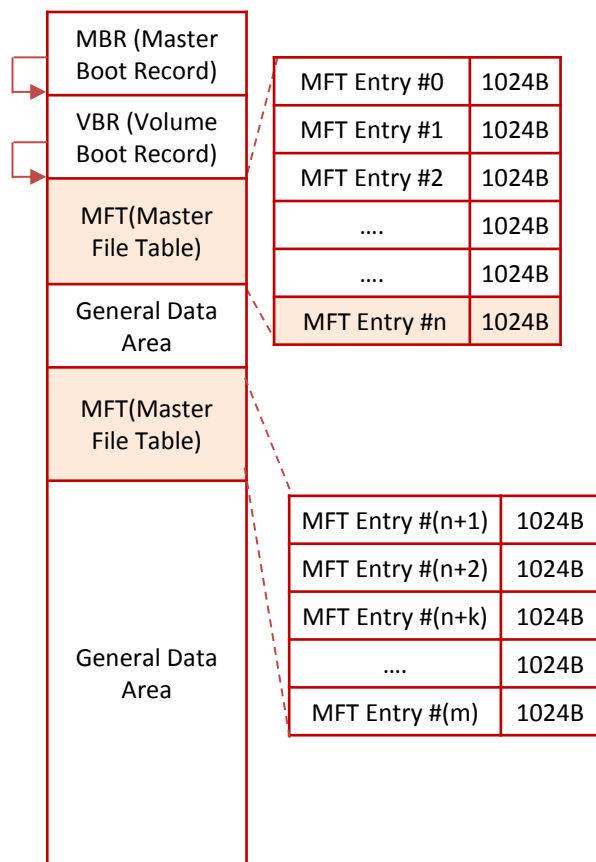 MBR (Master
Boot Record)
VBR (Volume
Boot Record)
MFT(Master
File Table)
General Data
Area
MFT(Master
File Table)
General Data
Area
MFT Entry #0 1024B
MFT Entry #1 1024B
MFT Entry #2 1024B
.... 1024B
.... 1024B
MFT Entry #n 1024B
MFT Entry #(n+1) 1024B
MFT Entry #(n+2) 1024B
MFT Entry #(n+k) 1024B
.... 1024B
MFT Entry #(m) 1024B